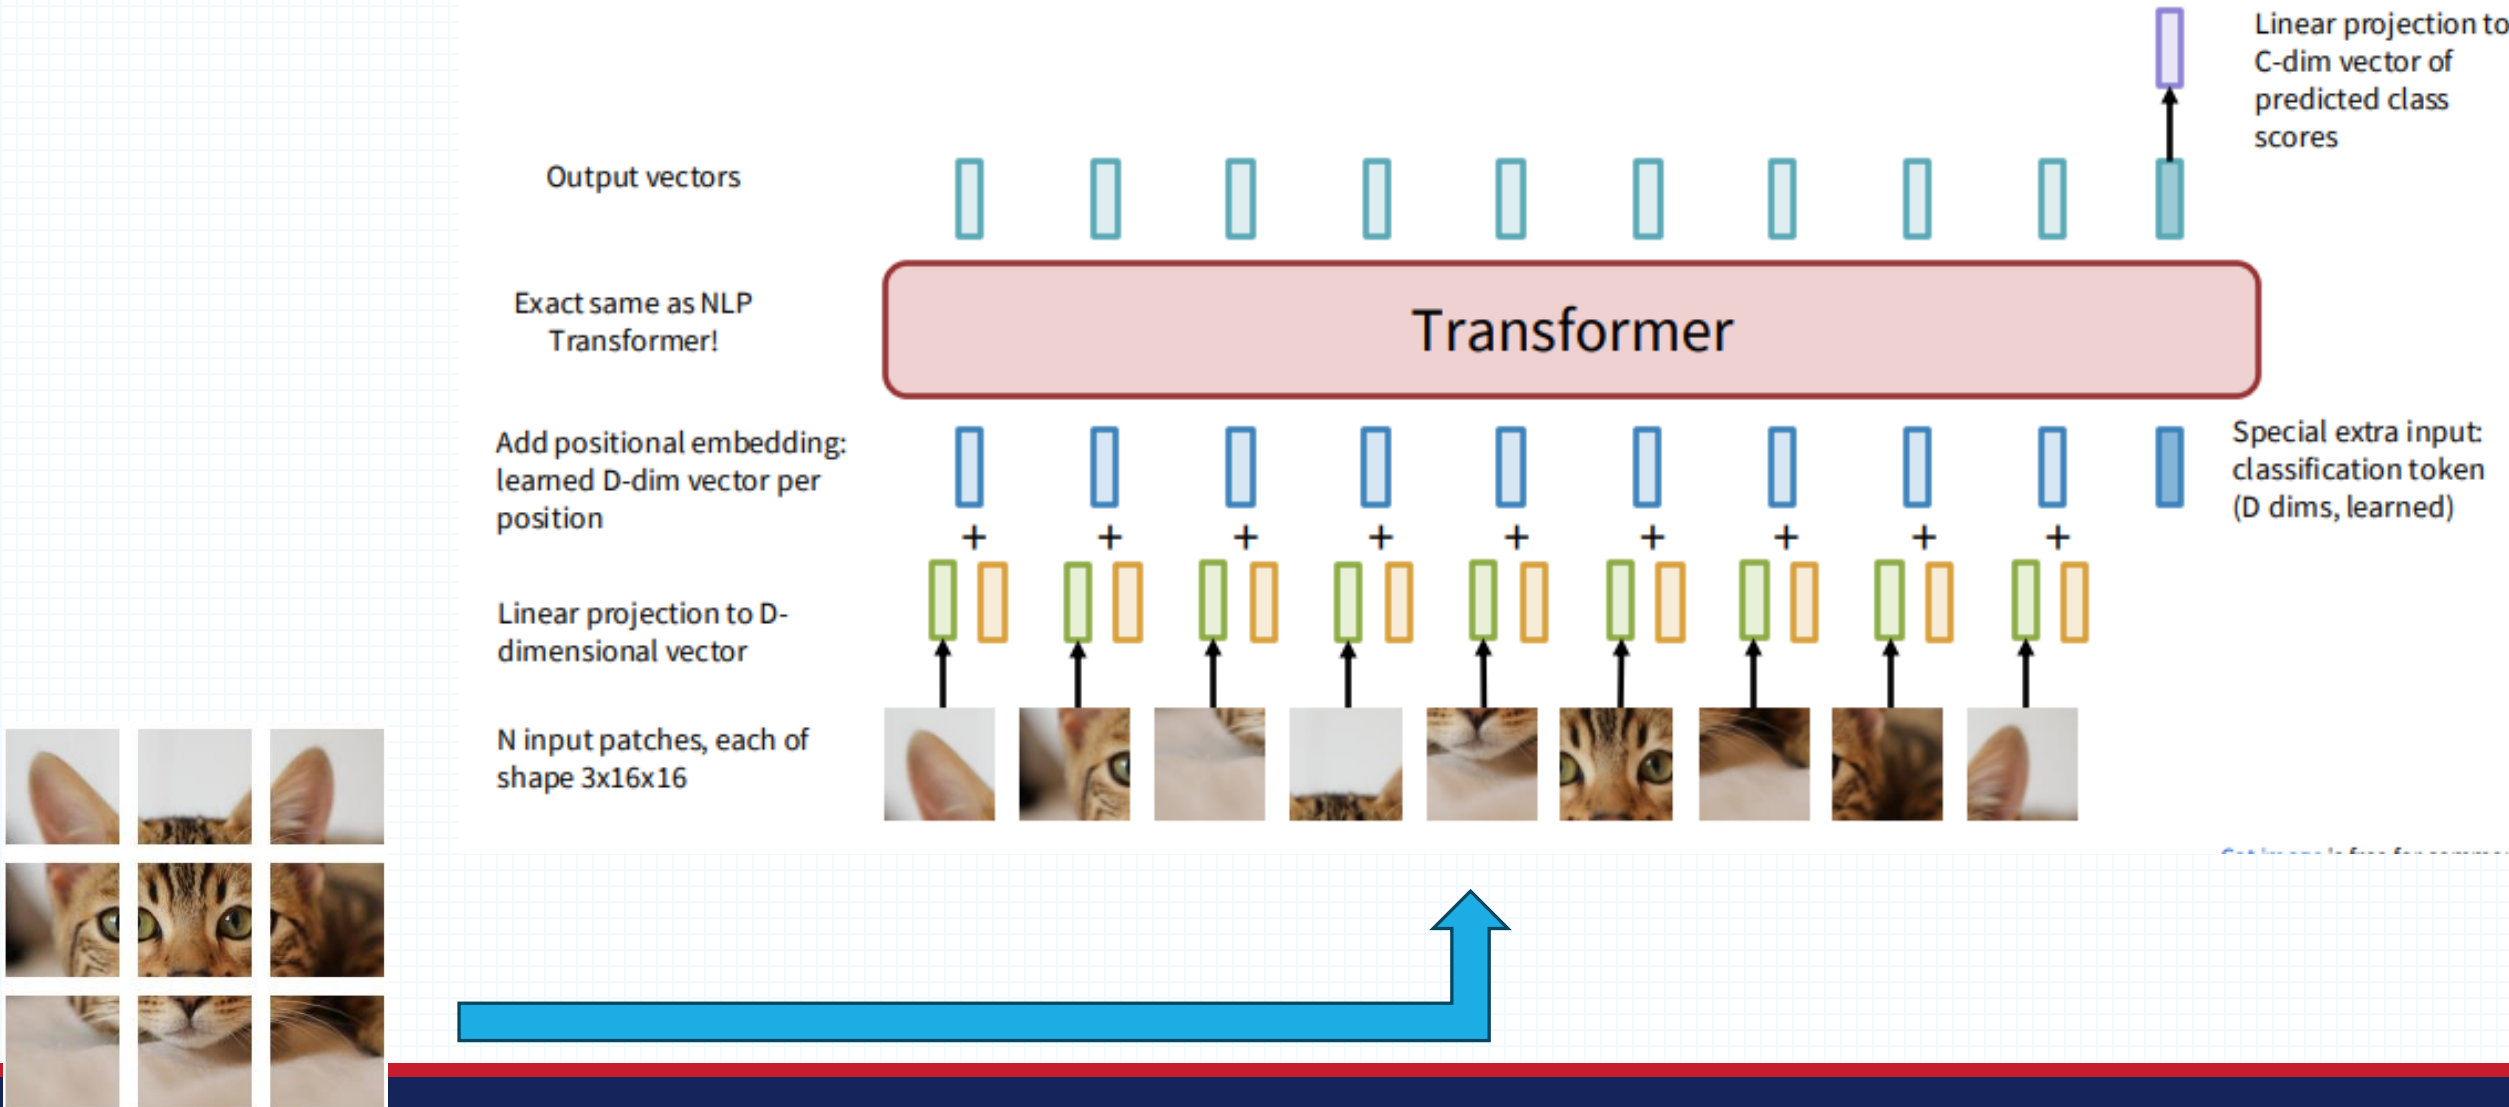 Linear projection to
C-dim vector of
predicted class
scores
Output vectors
Exact same as NLP
Transformer!
Transformer
Add positional embedding:
learned D-dim vector per
position
Special extra input:
classification token
(D dims, learned)
+ + + + + + + + +
Linear projection to D-
dimensional vector
N input patches, each of
shape 3x16x16